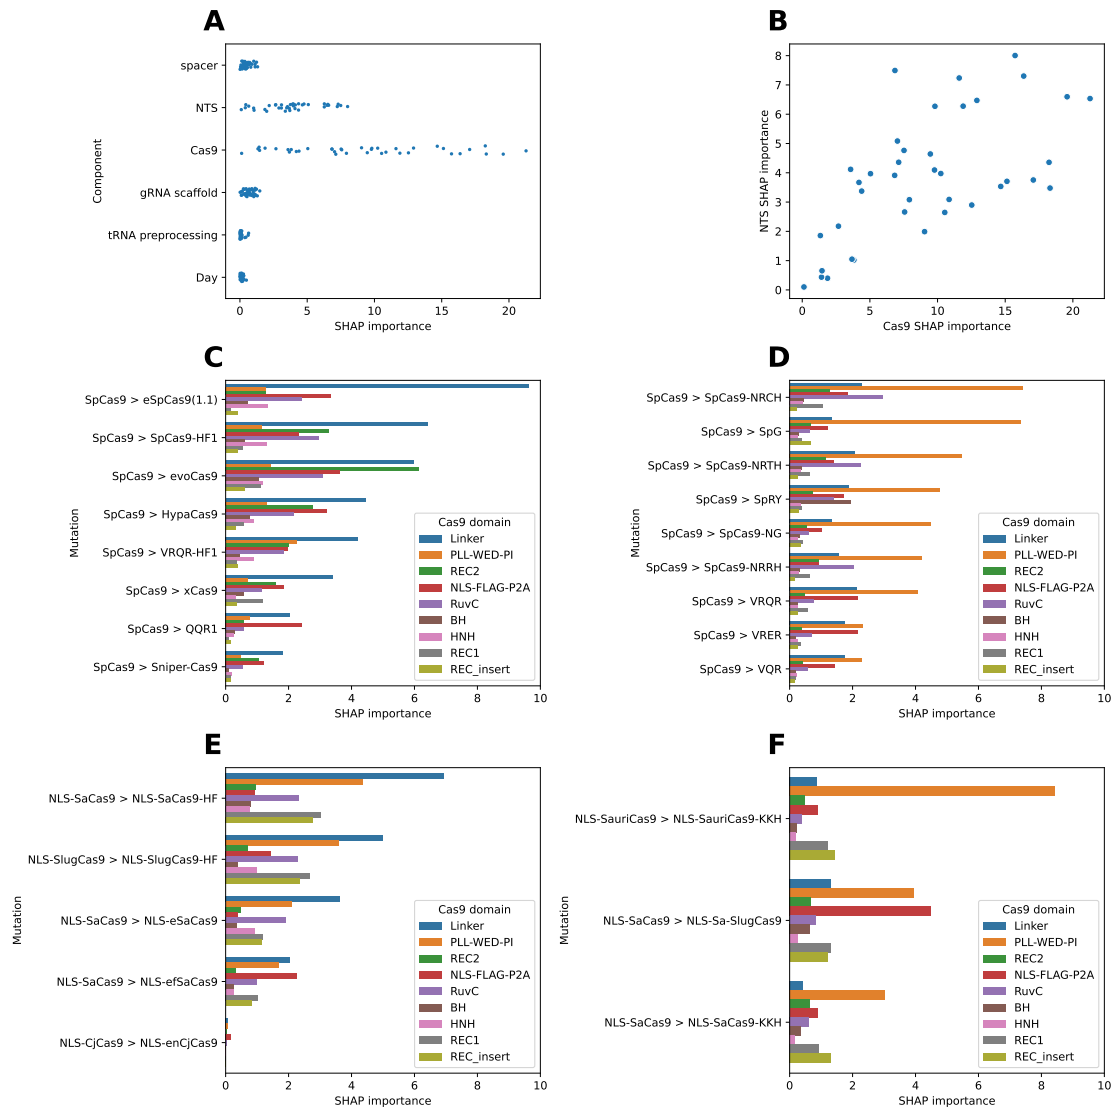 A
spacer
NTS
Cas9
gRNA scaffold
tRNA preprocessing
Day
Component
0
5
10
15
20
SHAP importance
B
8
7
6
5
4
3
2
1
0
NTS SHAP importance
0
5
10
15
20
Cas9 SHAP importance
C
SpCas9 > eSpCas9(1.1)
SpCas9 > SpCas9-HF1
SpCas9 > evoCas9
SpCas9 > HypaCas9
SpCas9 > VRQR-HF1
SpCas9 > xCas9
SpCas9 > QQR1
SpCas9 > Sniper-Cas9
Mutation
Cas9 domain
Linker
PLL-WED-PI
REC2
NLS-FLAG-P2A
RuvC
BH
HNH
REC1
REC_insert
0
2
4
6
8
10
SHAP importance
D
SpCas9 > SpCas9-NRCH
SpCas9 > SpG
SpCas9 > SpCas9-NRTH
SpCas9 > SpRY
SpCas9 > SpCas9-NG
SpCas9 > SpCas9-NRRH
SpCas9 > VRQR
SpCas9 > VRER
SpCas9 > VQR
Mutation
Cas9 domain
Linker
PLL-WED-PI
REC2
NLS-FLAG-P2A
RuvC
BH
HNH
REC1
REC_insert
0
2
4
6
8
10
SHAP importance
E
NLS-SaCas9 > NLS-SaCas9-HF
NLS-SlugCas9 > NLS-SlugCas9-HF
NLS-SaCas9 > NLS-eSaCas9
NLS-SaCas9 > NLS-efSaCas9
NLS-CjCas9 > NLS-enCjCas9
Mutation
Cas9 domain
Linker
PLL-WED-PI
REC2
NLS-FLAG-P2A
RuvC
BH
HNH
REC1
REC_insert
0
2
4
6
8
10
SHAP importance
F
NLS-SauriCas9 > NLS-SauriCas9-KKH
NLS-SaCas9 > NLS-Sa-SlugCas9
NLS-SaCas9 > NLS-SaCas9-KKH
Mutation
Cas9 domain
Linker
PLL-WED-PI
REC2
NLS-FLAG-P2A
RuvC
BH
HNH
REC1
REC_insert
0
2
4
6
8
10
SHAP importance